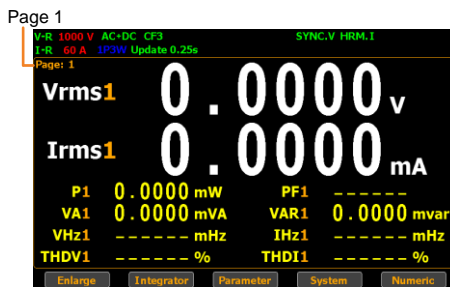 Page 1
V-R 1000 V AC+DC CF3 SYNC.V HRM.I
I-R 60 A 1P3W Update 0.25s
Page: 1
Vrms1 0.0000 V
Irms1 0.0000 mA
P1 0.0000 mW PF1 ------
VA1 0.0000 mVA VAR1 0.0000 mvar
VHz1 ------ mHz IHz1 ------ mHz
THDV1 ------ % THDI1 ------ %
Enlarge Integrator Parameter System Numeric